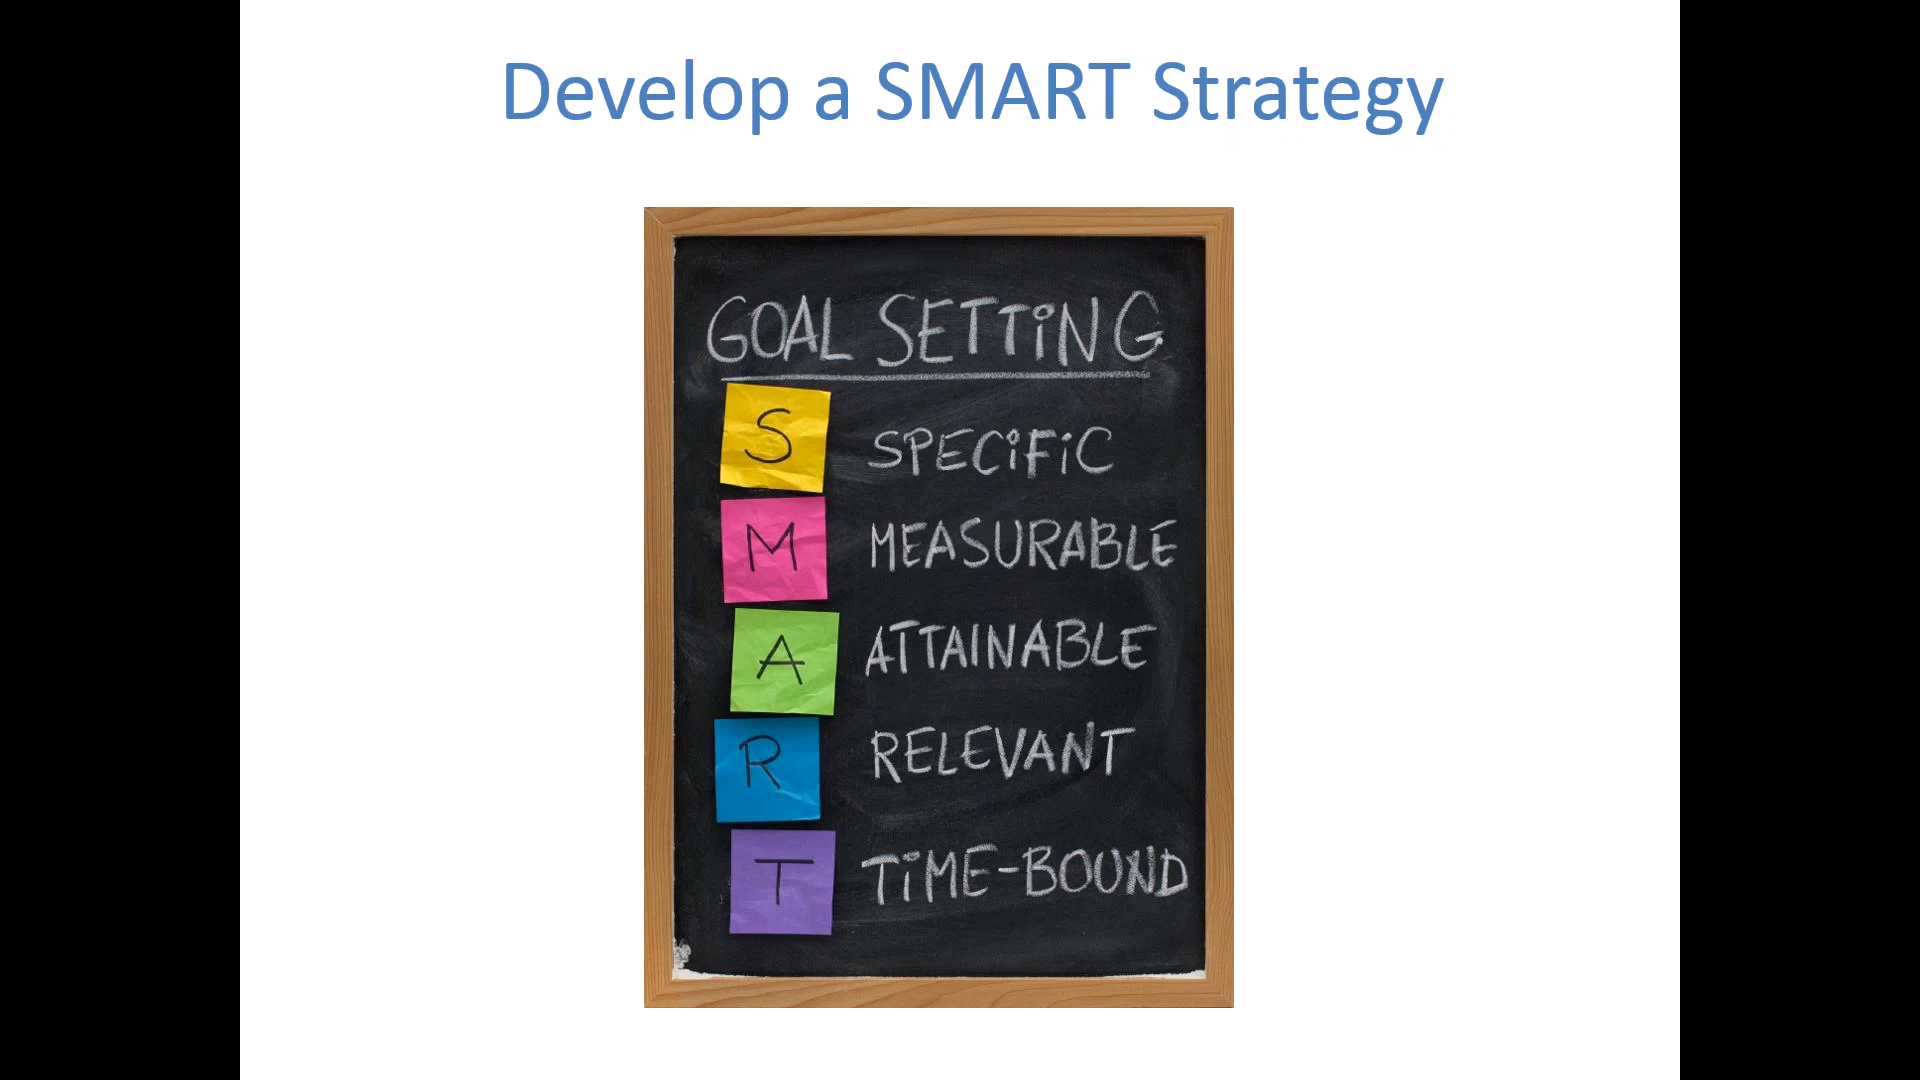 Develop a SMART Strategy
GOAL SETTiNG
S SPECiFiC
M MEASURABLE
A ATTAINABLE
R RELEVANT
T TiME-BOUND